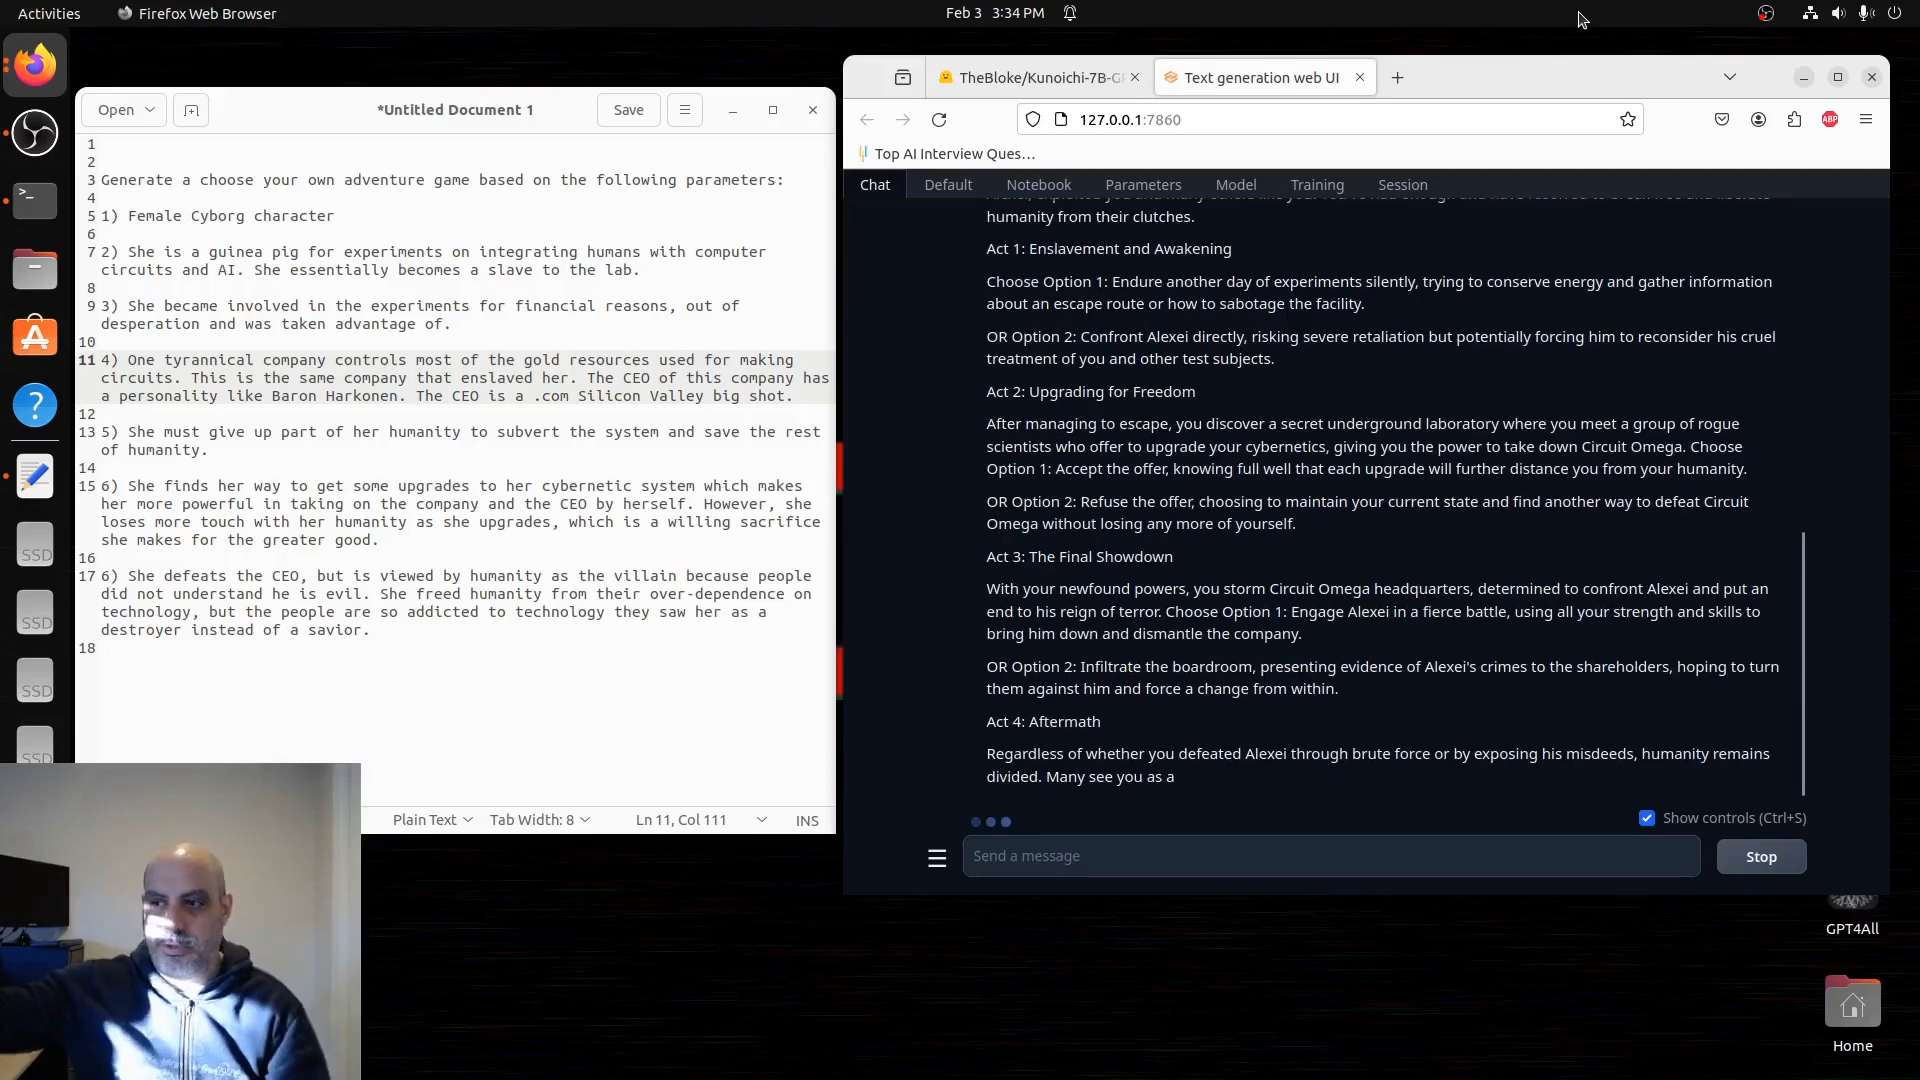 Activities
Firefox Web Browser
Feb 3 3:34 PM
Open
*Untitled Document 1
Save
1
2
3 Generate a choose your own adventure game based on the following parameters:
4
5 1) Female Cyborg character
6
7 2) She is a guinea pig for experiments on integrating humans with computer
circuits and AI. She essentially becomes a slave to the lab.
8
9 3) She became involved in the experiments for financial reasons, out of
desperation and was taken advantage of.
10
11 4) One tyrannical company controls most of the gold resources used for making
circuits. This is the same company that enslaved her. The CEO of this company has
a personality like Baron Harkonen. The CEO is a .com Silicon Valley big shot.
12
13 5) She must give up part of her humanity to subvert the system and save the rest
of humanity.
14
15 6) She finds her way to get some upgrades to her cybernetic system which makes
her more powerful in taking on the company and the CEO by herself. However, she
loses more touch with her humanity as she upgrades, which is a willing sacrifice
she makes for the greater good.
16
17 6) She defeats the CEO, but is viewed by humanity as the villain because people
did not understand he is evil. She freed humanity from their over-dependence on
technology, but the people are so addicted to technology they saw her as a
destroyer instead of a savior.
18
Plain Text
Tab Width: 8
Ln 11, Col 111
INS
TheBloke/Kunoichi-7B-G
Text generation web UI
127.0.0.1:7860
ABP
Top AI Interview Ques…
Chat
Default
Notebook
Parameters
Model
Training
Session
humanity from their clutches.
Act 1: Enslavement and Awakening
Choose Option 1: Endure another day of experiments silently, trying to conserve energy and gather information
about an escape route or how to sabotage the facility.
OR Option 2: Confront Alexei directly, risking severe retaliation but potentially forcing him to reconsider his cruel
treatment of you and other test subjects.
Act 2: Upgrading for Freedom
After managing to escape, you discover a secret underground laboratory where you meet a group of rogue
scientists who offer to upgrade your cybernetics, giving you the power to take down Circuit Omega. Choose
Option 1: Accept the offer, knowing full well that each upgrade will further distance you from your humanity.
OR Option 2: Refuse the offer, choosing to maintain your current state and find another way to defeat Circuit
Omega without losing any more of yourself.
Act 3: The Final Showdown
With your newfound powers, you storm Circuit Omega headquarters, determined to confront Alexei and put an
end to his reign of terror. Choose Option 1: Engage Alexei in a fierce battle, using all your strength and skills to
bring him down and dismantle the company.
OR Option 2: Infiltrate the boardroom, presenting evidence of Alexei's crimes to the shareholders, hoping to turn
them against him and force a change from within.
Act 4: Aftermath
Regardless of whether you defeated Alexei through brute force or by exposing his misdeeds, humanity remains
divided. Many see you as a
Show controls (Ctrl+S)
Send a message
Stop
SSD
SSD
SSD
SSD
GPT4All
Home